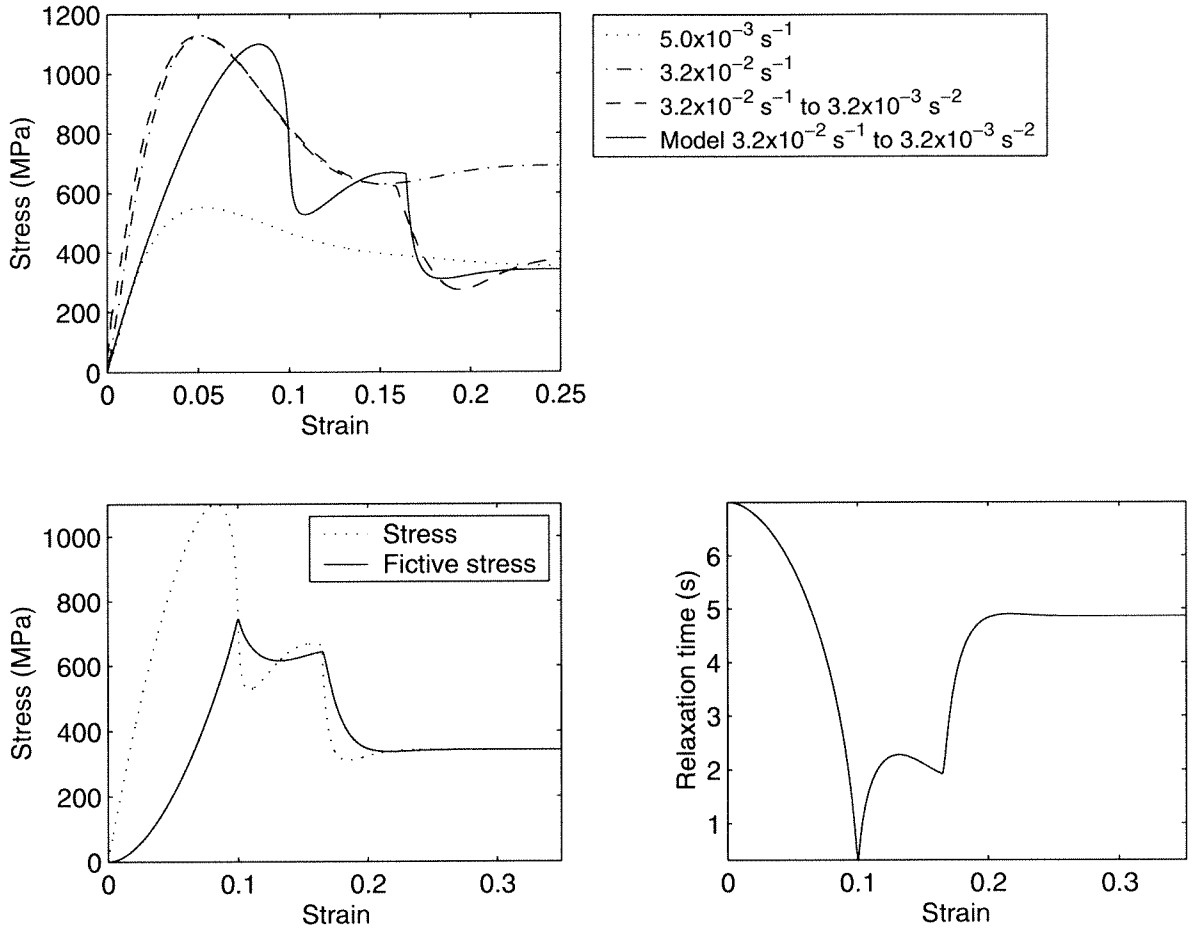 1200
1000
800
600
400
200
0
Stress (MPa)
0 0.05 0.1 0.15 0.2 0.25
Strain
5.0x10⁻³ s⁻¹
3.2x10⁻² s⁻¹
3.2x10⁻² s⁻¹ to 3.2x10⁻³ s⁻²
Model 3.2x10⁻² s⁻¹ to 3.2x10⁻³ s⁻²
1000
800
600
400
200
0
Stress (MPa)
Stress
Fictive stress
0 0.1 0.2 0.3
Strain
6
5
4
3
2
1
Relaxation time (s)
0 0.1 0.2 0.3
Strain